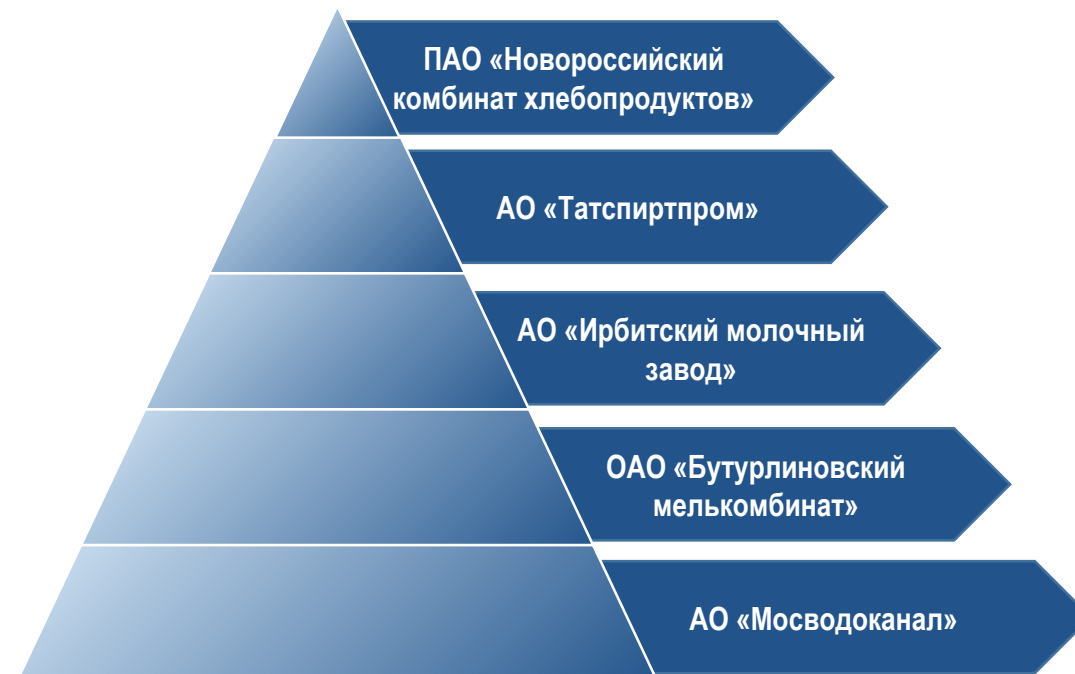 ПАО «Новороссийский
комбинат хлебопродуктов»
АО «Татспиртпром»
АО «Ирбитский молочный
завод»
ОАО «Бутурлиновский
мелькомбинат»
АО «Мосводоканал»